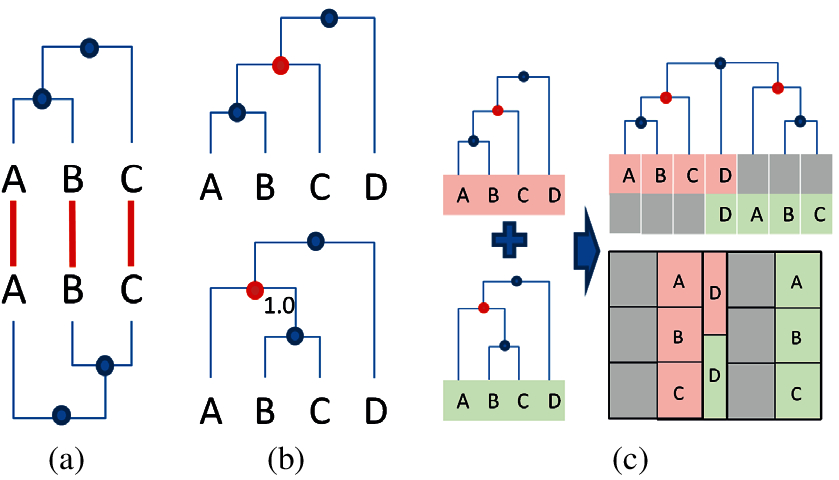 A B C
A B C
(a)
A B C D
1.0
A B C D
(b)
A B C D
A B C D
A B C D
D A B C
A D A
B B
D
C C
(c)